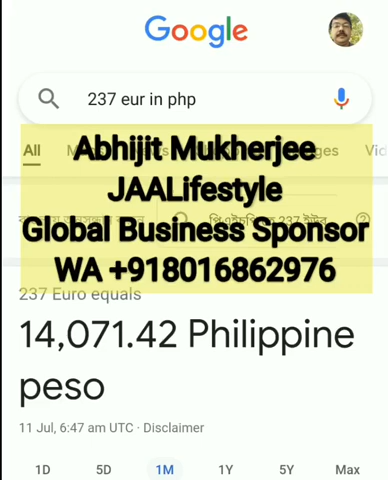 Google
237 eur in php
Abhijit Mukherjee
All
JAALifestyle
237
Global Business Sponsor
WA +918016862976
237 Euro equals
14,071.42 Philippine
peso
11 Jul, 6:47 am UTC · Disclaimer
1D 5D 1M 1Y 5Y Max